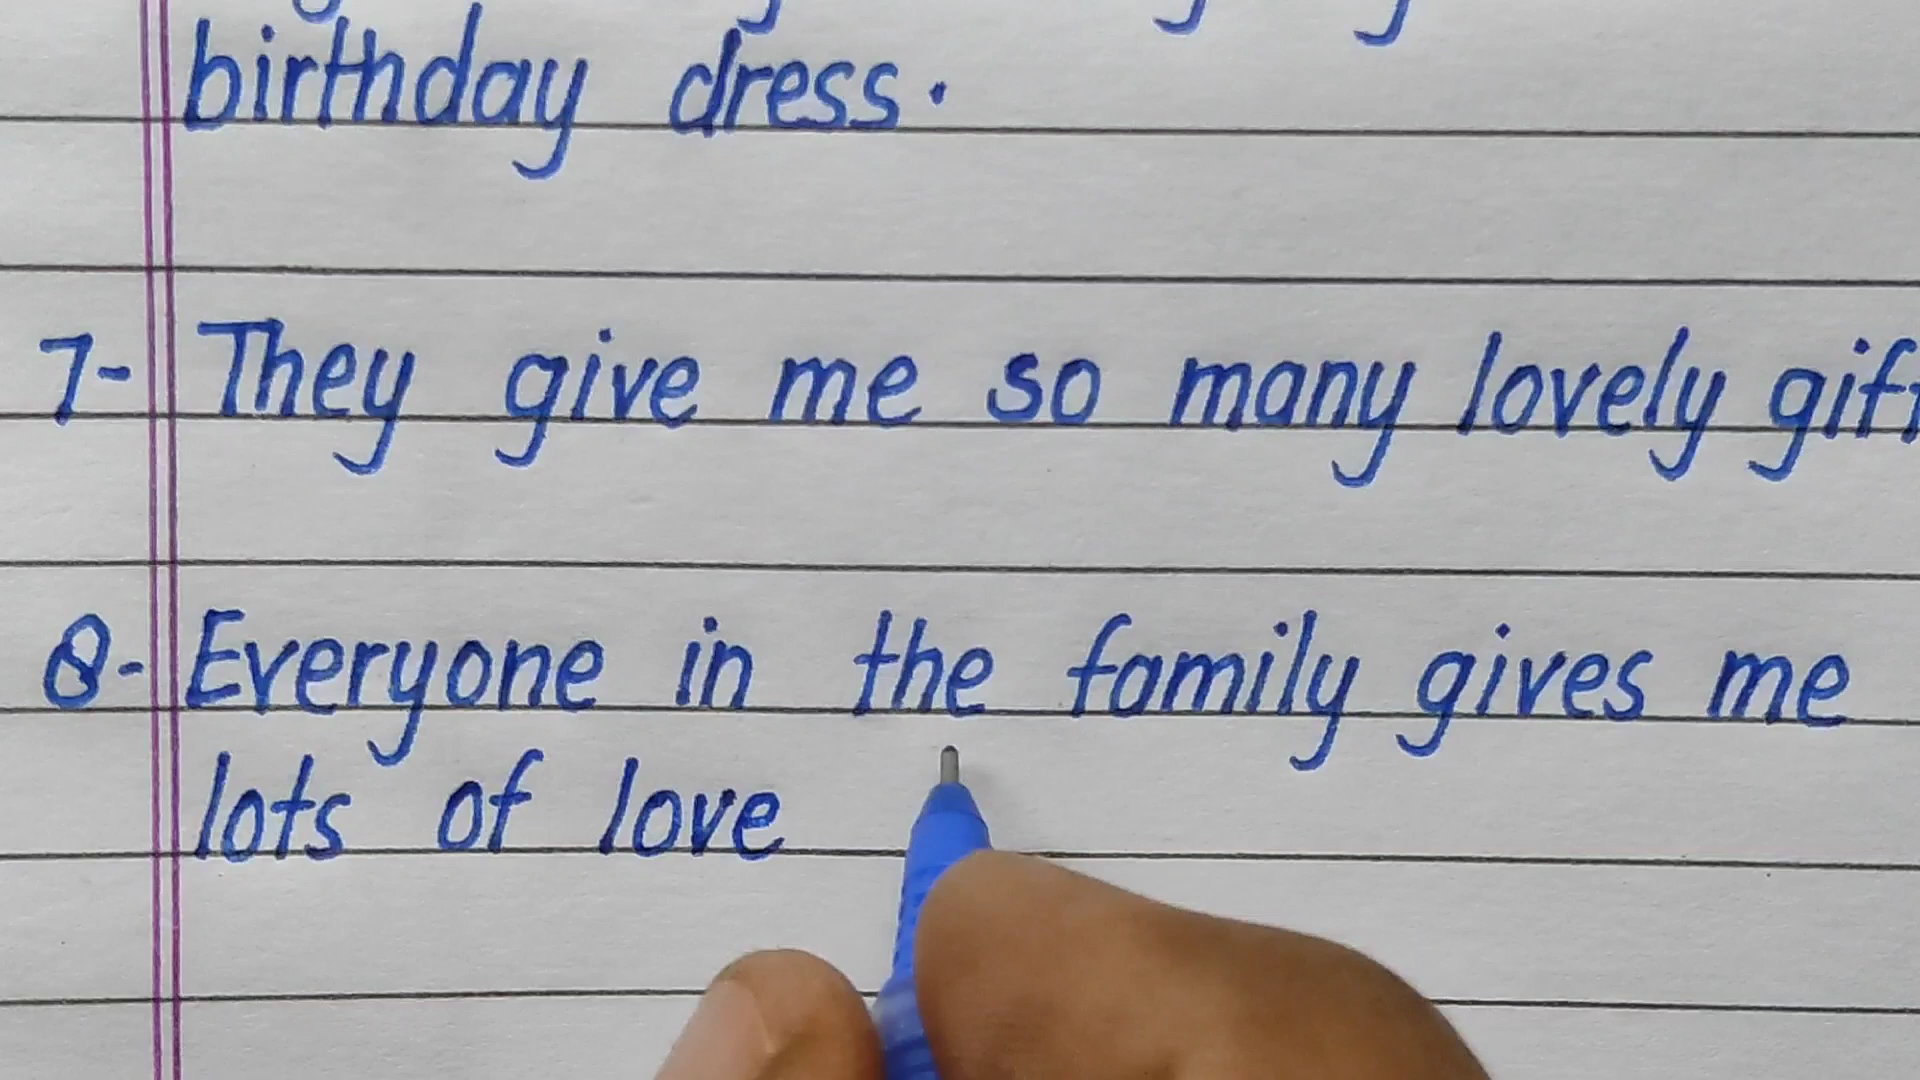 birthday dress.
7- They give me so many lovely gif
8- Everyone in the family gives me
lots of love